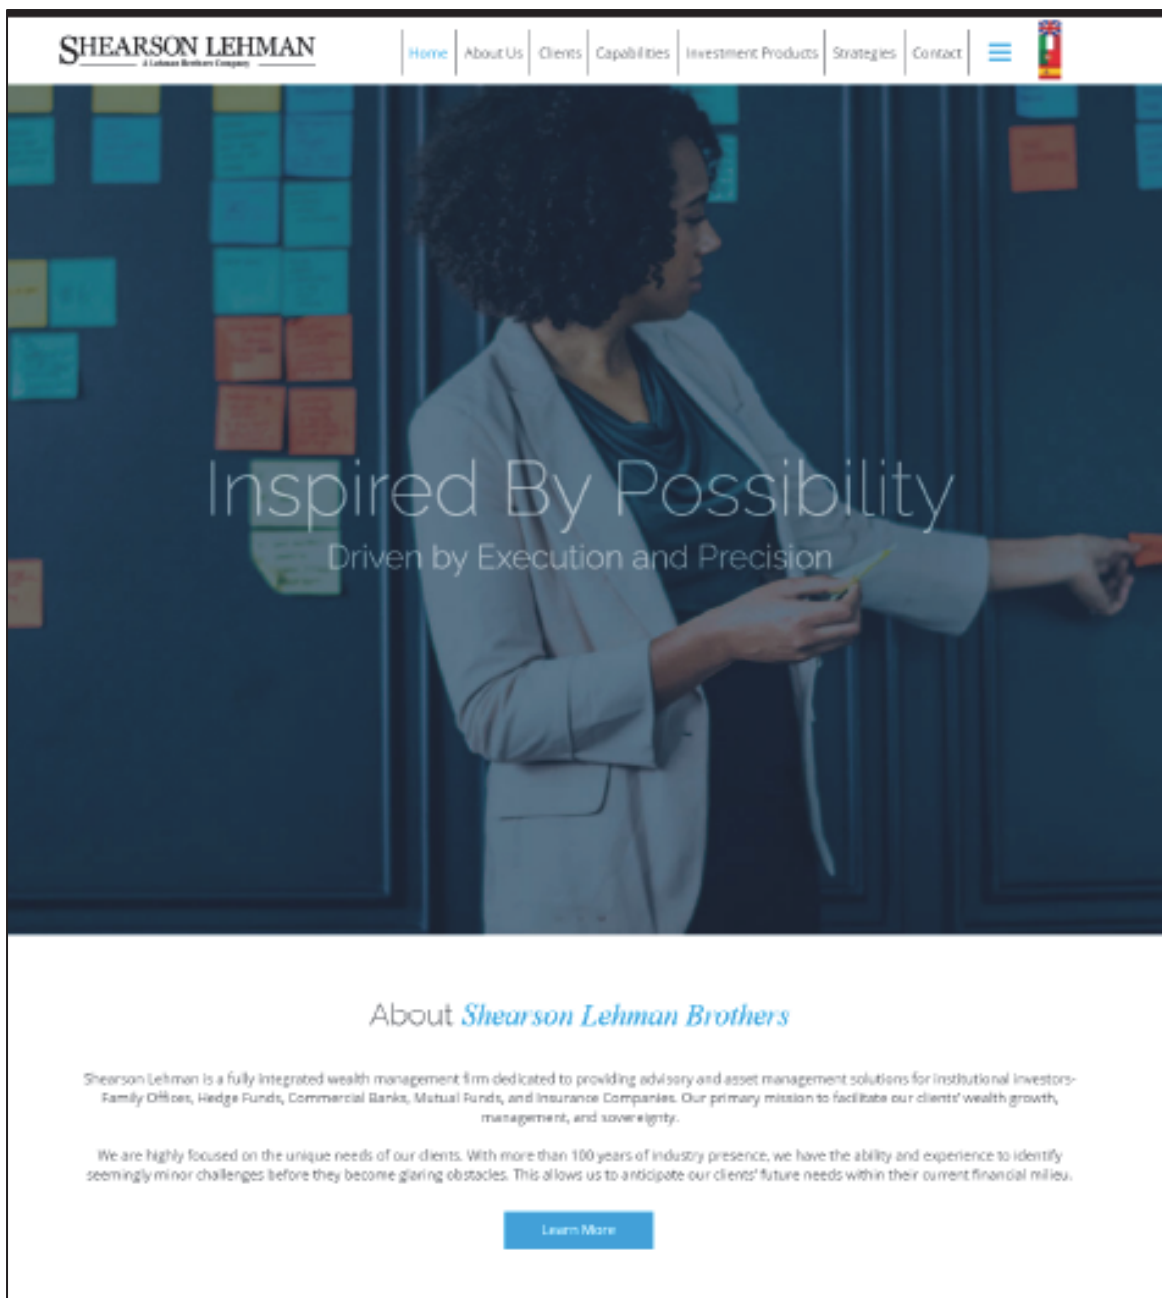 SHEARSON LEHMAN
A Lehman Brothers Company
Home About Us Clients Capabilities Investment Products Strategies Contact
Inspired By Possibility
Driven by Execution and Precision
About Shearson Lehman Brothers
Shearson Lehman is a fully integrated wealth management firm dedicated to providing advisory and asset management solutions for institutional investors-
Family Offices, Hedge Funds, Commercial Banks, Mutual Funds, and Insurance Companies. Our primary mission to facilitate our clients' wealth growth,
management, and sovereignty.
We are highly focused on the unique needs of our clients. With more than 100 years of industry presence, we have the ability and experience to identify
seemingly minor challenges before they become glaring obstacles. This allows us to anticipate our clients' future needs within their current financial milieu.
Learn More